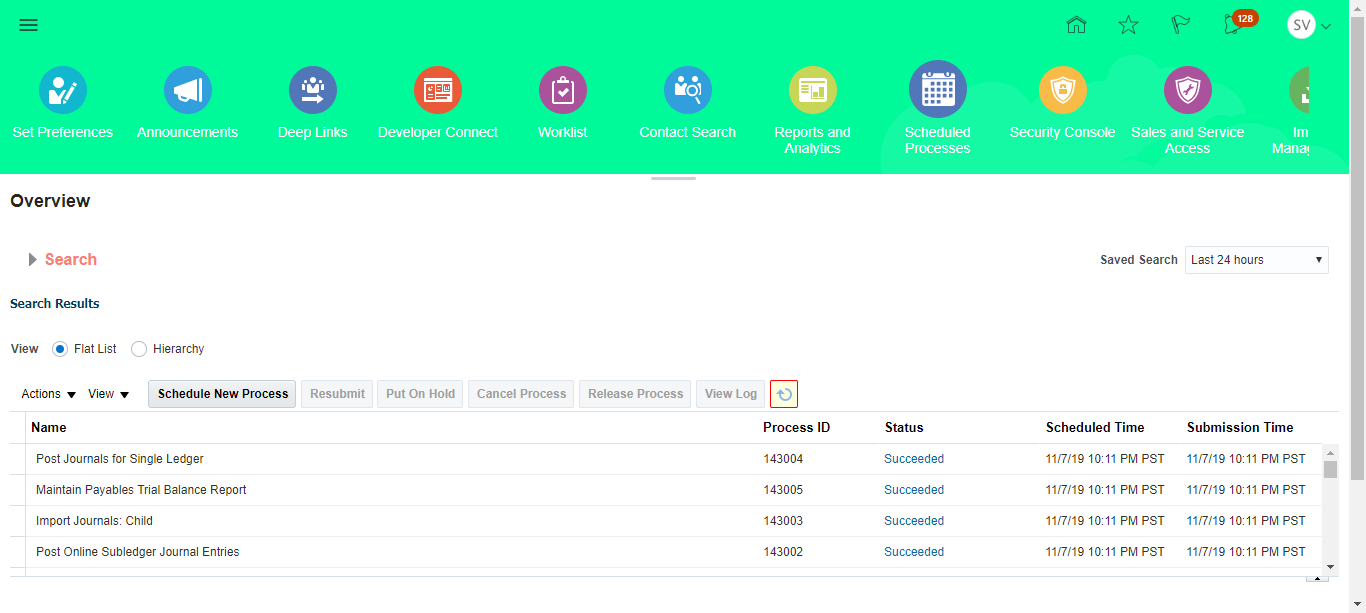 128
SV
Set Preferences
Announcements
Deep Links
Developer Connect
Worklist
Contact Search
Reports and
Analytics
Scheduled
Processes
Security Console
Sales and Service
Access
Im
Manag
Overview
Search
Saved Search Last 24 hours
Search Results
View Flat List Hierarchy
Actions View Schedule New Process Resubmit Put On Hold Cancel Process Release Process View Log
Name Process ID Status Scheduled Time Submission Time
Post Journals for Single Ledger 143004 Succeeded 11/7/19 10:11 PM PST 11/7/19 10:11 PM PST
Maintain Payables Trial Balance Report 143005 Succeeded 11/7/19 10:11 PM PST 11/7/19 10:11 PM PST
Import Journals: Child 143003 Succeeded 11/7/19 10:11 PM PST 11/7/19 10:11 PM PST
Post Online Subledger Journal Entries 143002 Succeeded 11/7/19 10:11 PM PST 11/7/19 10:11 PM PST